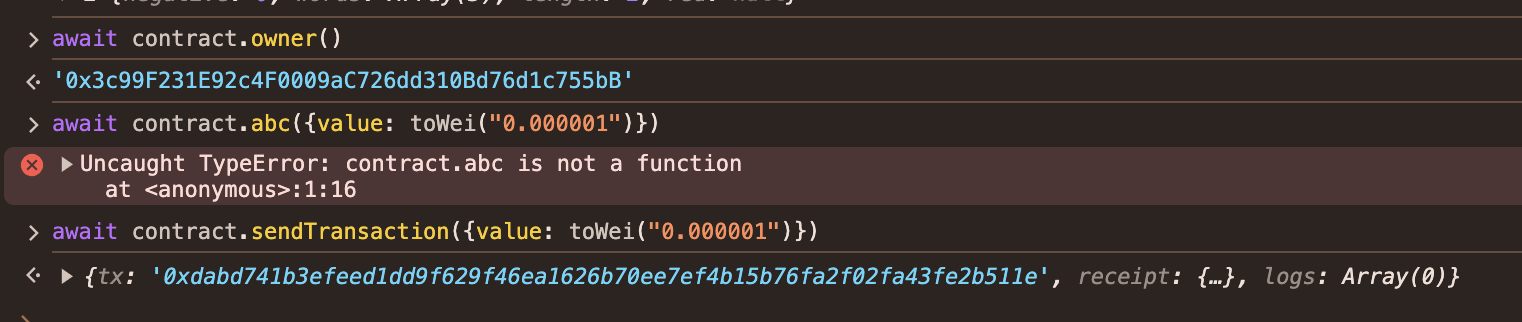 await contract.owner()
'0x3c99F231E92c4F0009aC726dd310Bd76d1c755bB'
await contract.abc({value: toWei("0.000001")})
Uncaught TypeError: contract.abc is not a function
at <anonymous>:1:16
await contract.sendTransaction({value: toWei("0.000001")})
{tx: '0xdabd741b3efeed1dd9f629f46ea1626b70ee7ef4b15b76fa2f02fa43fe2b511e', receipt: {…}, logs: Array(0)}